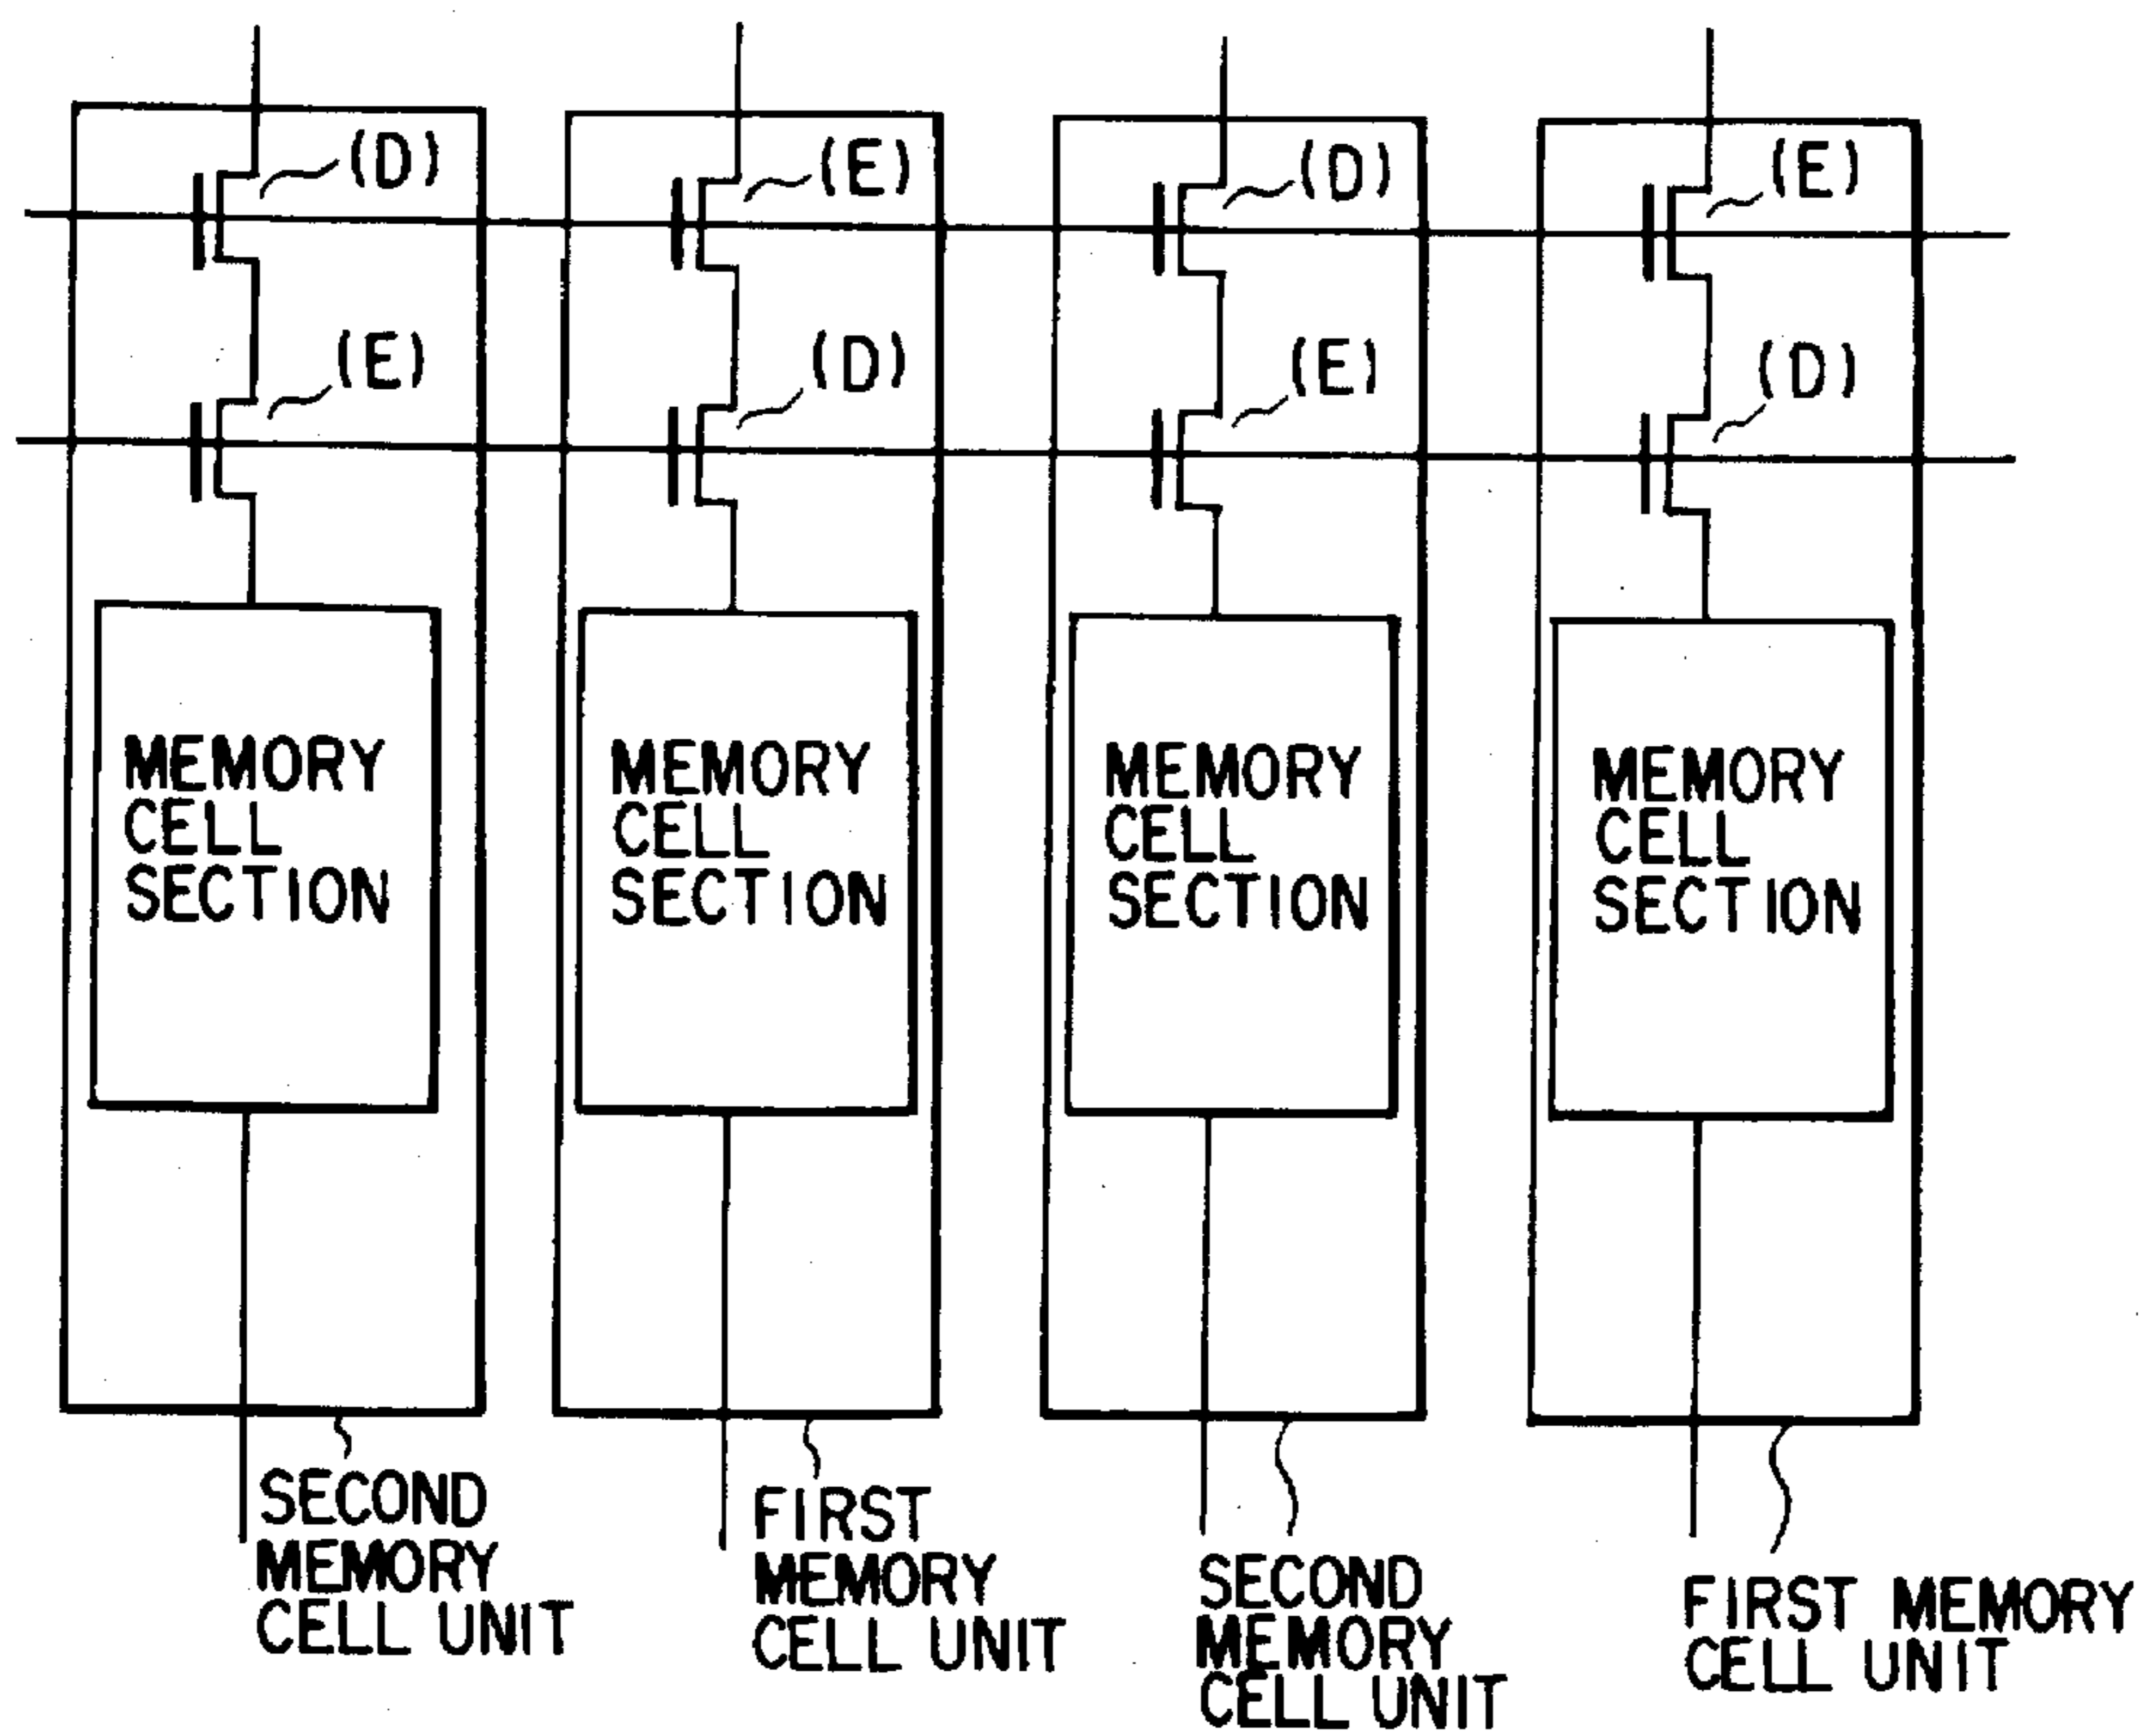 (D)
(E)
(D)
(E)
(E)
(D)
(E)
(D)
MEMORY
CELL
SECTION
MEMORY
CELL
SECTION
MEMORY
CELL
SECTION
MEMORY
CELL
SECTION
SECOND
MEMORY
CELL UNIT
FIRST
MEMORY
CELL UNIT
SECOND
MEMORY
CELL UNIT
FIRST MEMORY
CELL UNIT